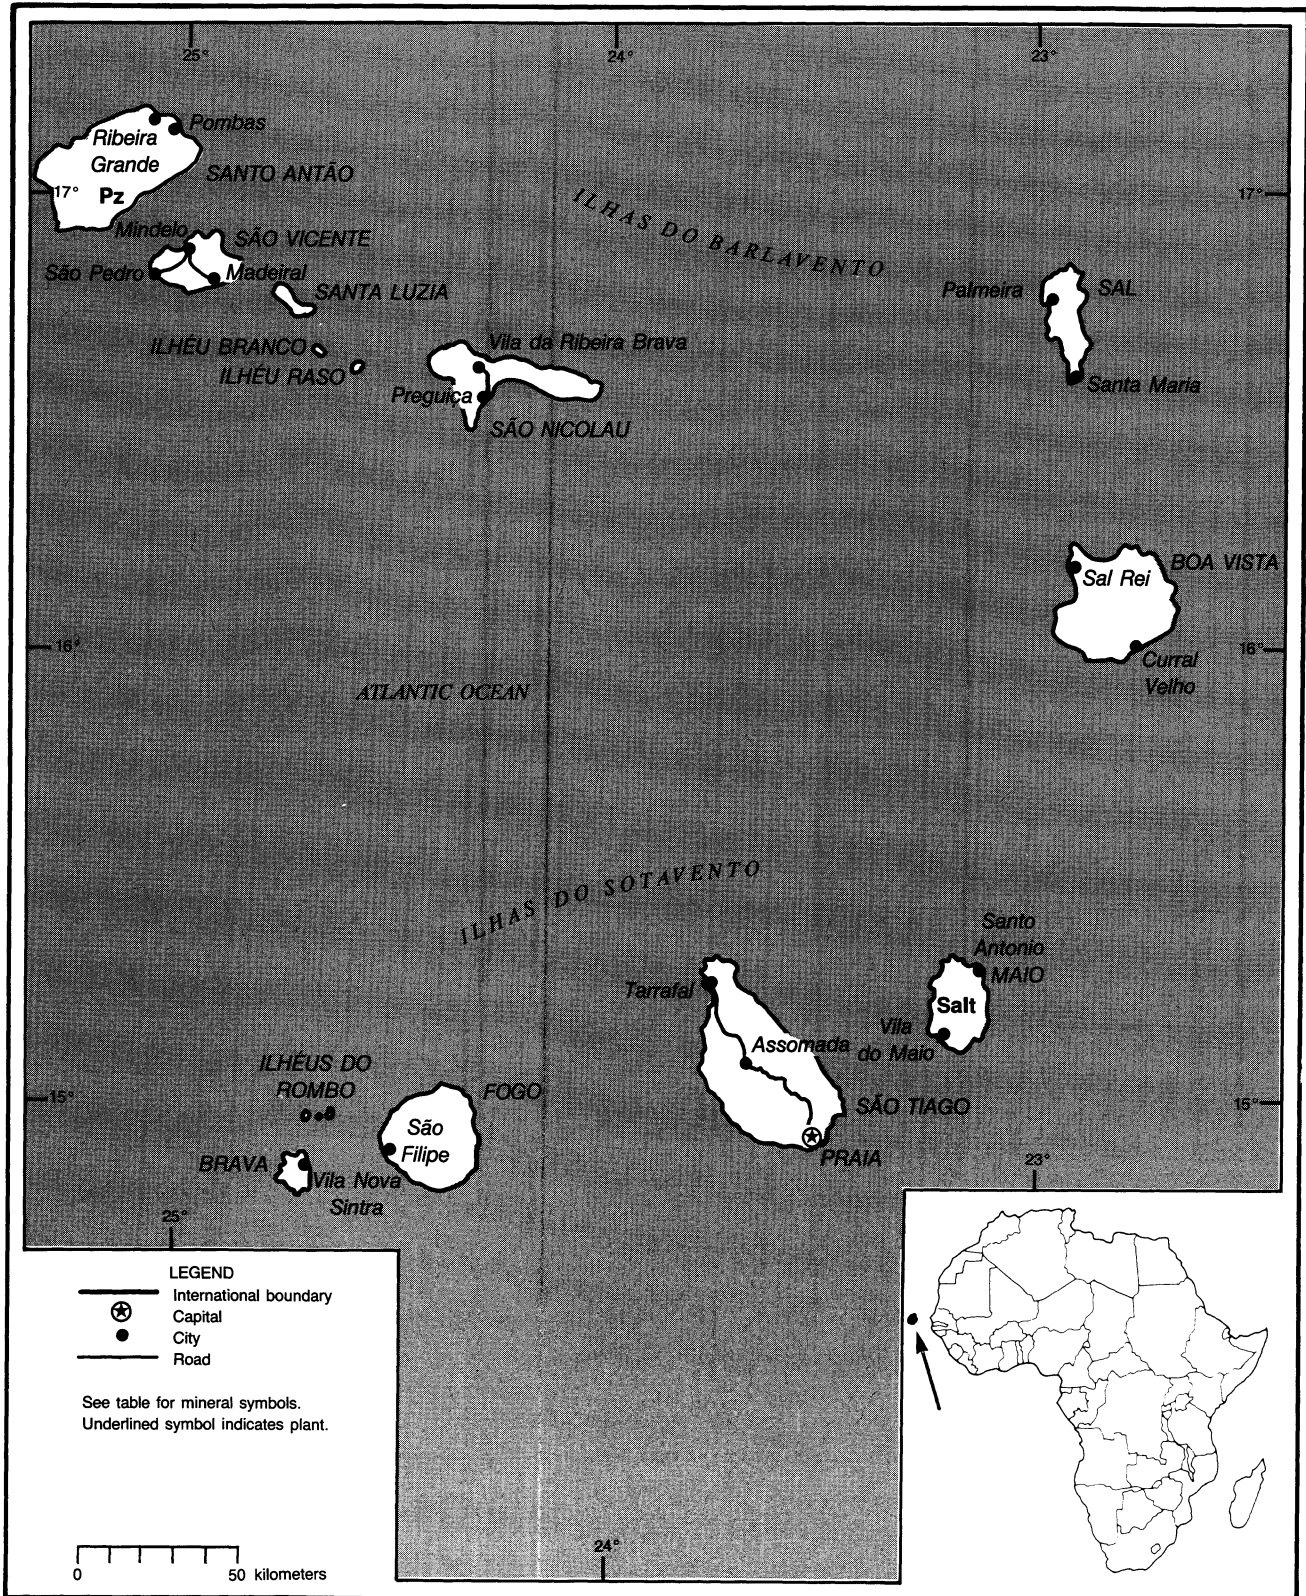 25°
24°
23°
Pombas
Ribeira
Grande
SANTO ANTÃO
17°
Pz
17°
ILHAS DO BARLAVENTO
Mindelo
SÃO VICENTE
São Pedro
Madeiral
SANTA LUZIA
Palmeira
SAL
ILHÉU BRANCO
Vila da Ribeira Brava
ILHÉU RASO
Preguiça
Santa Maria
SÃO NICOLAU
BOA VISTA
Sal Rei
16°
16°
Curral
Velho
ATLANTIC OCEAN
ILHAS DO SOTAVENTO
Santo
Antonio
MAIO
Tarrafal
Salt
Vila
do Maio
Assomada
ILHÉUS DO
ROMBO
FOGO
15°
15°
SÃO TIAGO
São
Filipe
PRAIA
BRAVA
Vila Nova
Sintra
23°
25°
LEGEND
International boundary
Capital
City
Road
See table for mineral symbols.
Underlined symbol indicates plant.
24°
0 50 kilometers